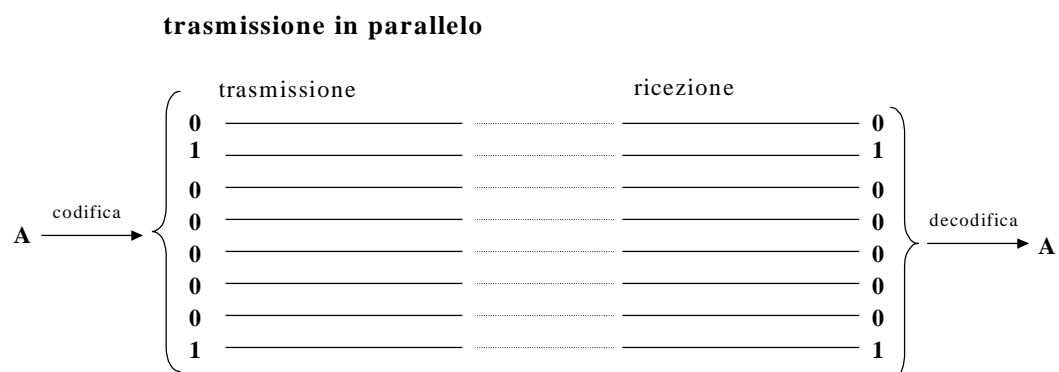 trasmissione in parallelo
trasmissione ricezione
0 0
1 1
0 0
codifica 0 0 decodifica
A 0 0 A
0 0
0 0
1 1